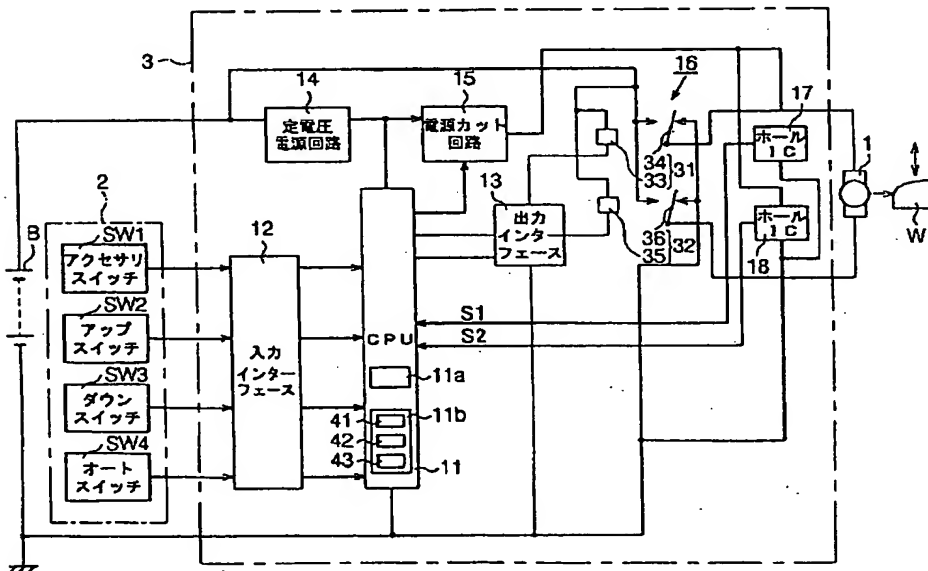 3
14
定電圧
電源回路
15
電源カット
回路
16
17
ホール
IC
34
33
31
36
35
32
ホール
IC
18
1
W
13
出力
インタ
フェース
2
B
SW1
アクセサリ
スイッチ
SW2
アップ
スイッチ
SW3
ダウン
スイッチ
SW4
オート
スイッチ
12
入力
インター
フェース
CPU
S1
S2
11a
11b
41
42
43
11